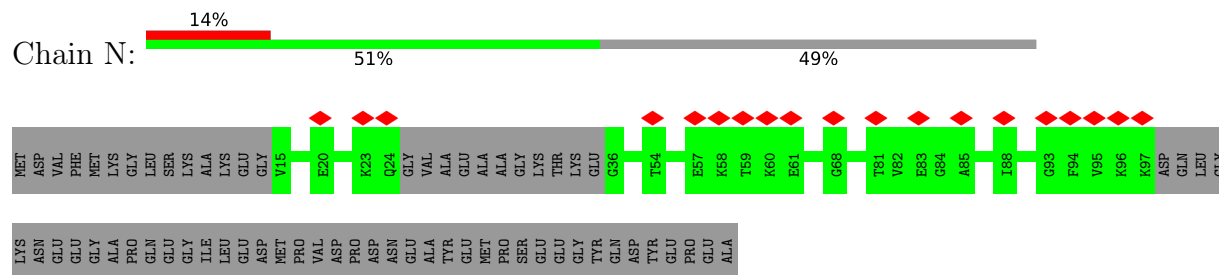 14%
Chain N:
51% 49%
MET ASP VAL PHE MET LYS GLY LEU SER LYS ALA LYS GLU GLY V15 E20 K23 Q24 GLY VAL ALA GLU ALA ALA GLY LYS THR LYS GLU G36 T54 E57 K58 T59 K60 E61 G68 T81 V82 E83 G84 A85 I88 G93 F94 V95 K96 K97 ASP GLN LEU GLY
LYS ASN GLU GLU GLY ALA PRO GLN GLU GLY ILE LEU GLU ASP MET PRO VAL ASP PRO ASP ASN GLU ALA TYR GLU MET PRO SER GLU GLU GLY TYR GLN ASP TYR GLU PRO GLU ALA